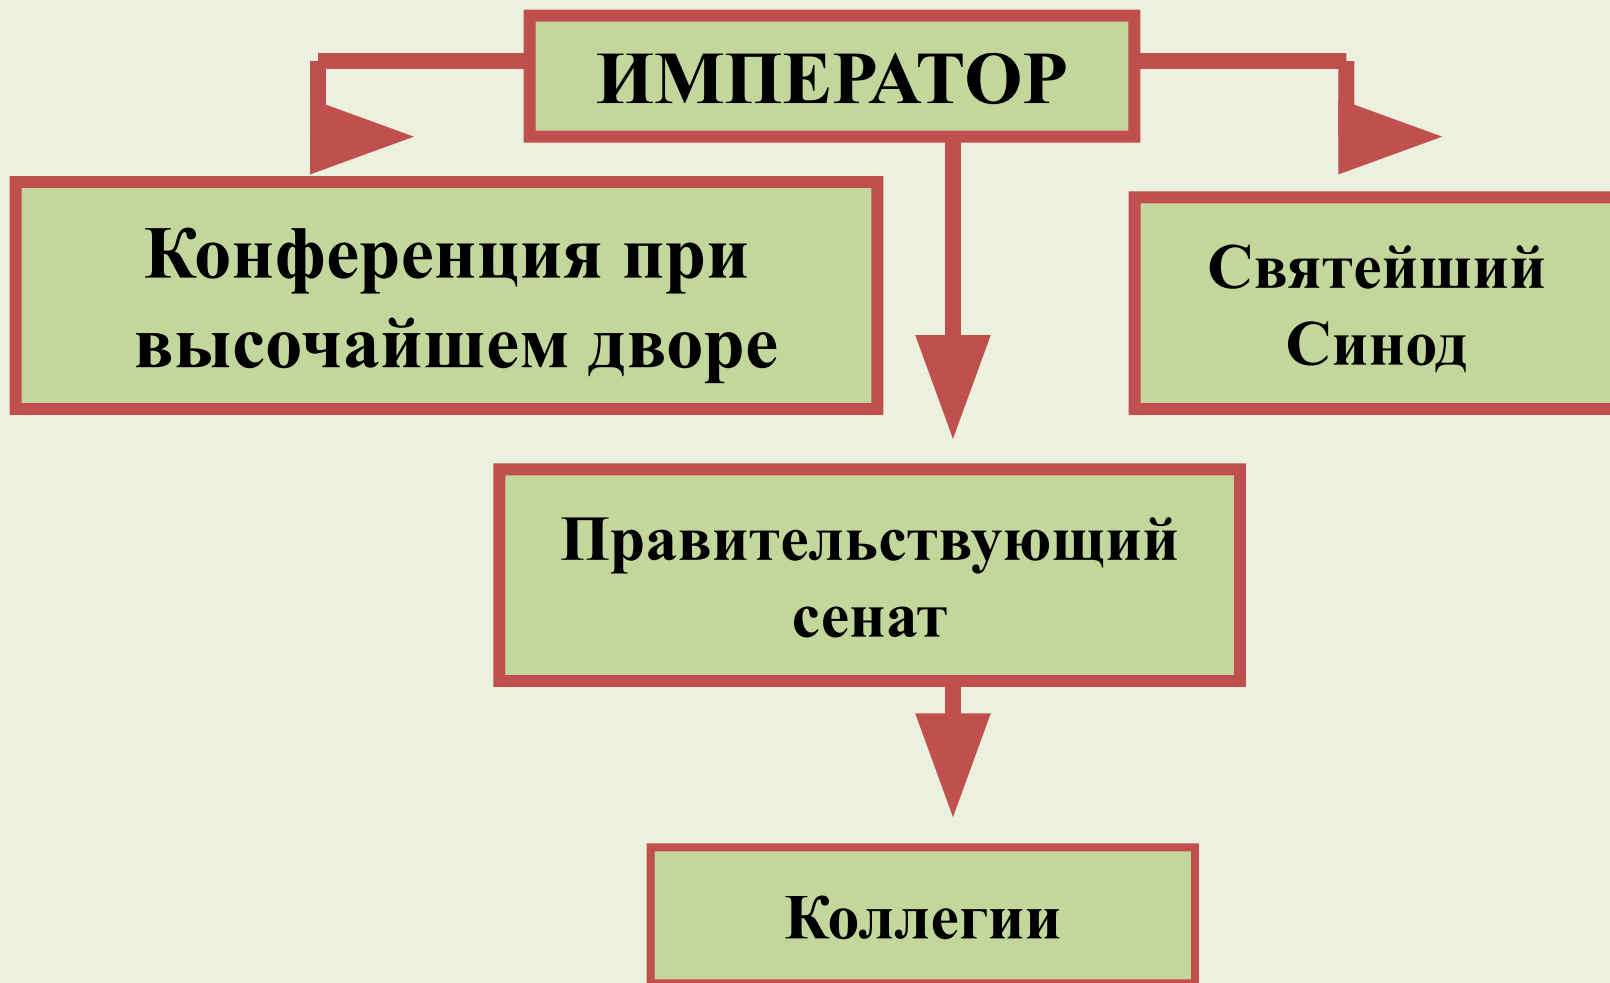 ИМПЕРАТОР
Конференция при
высочайшем дворе
Святейший
Синод
Правительствующий
сенат
Коллегии